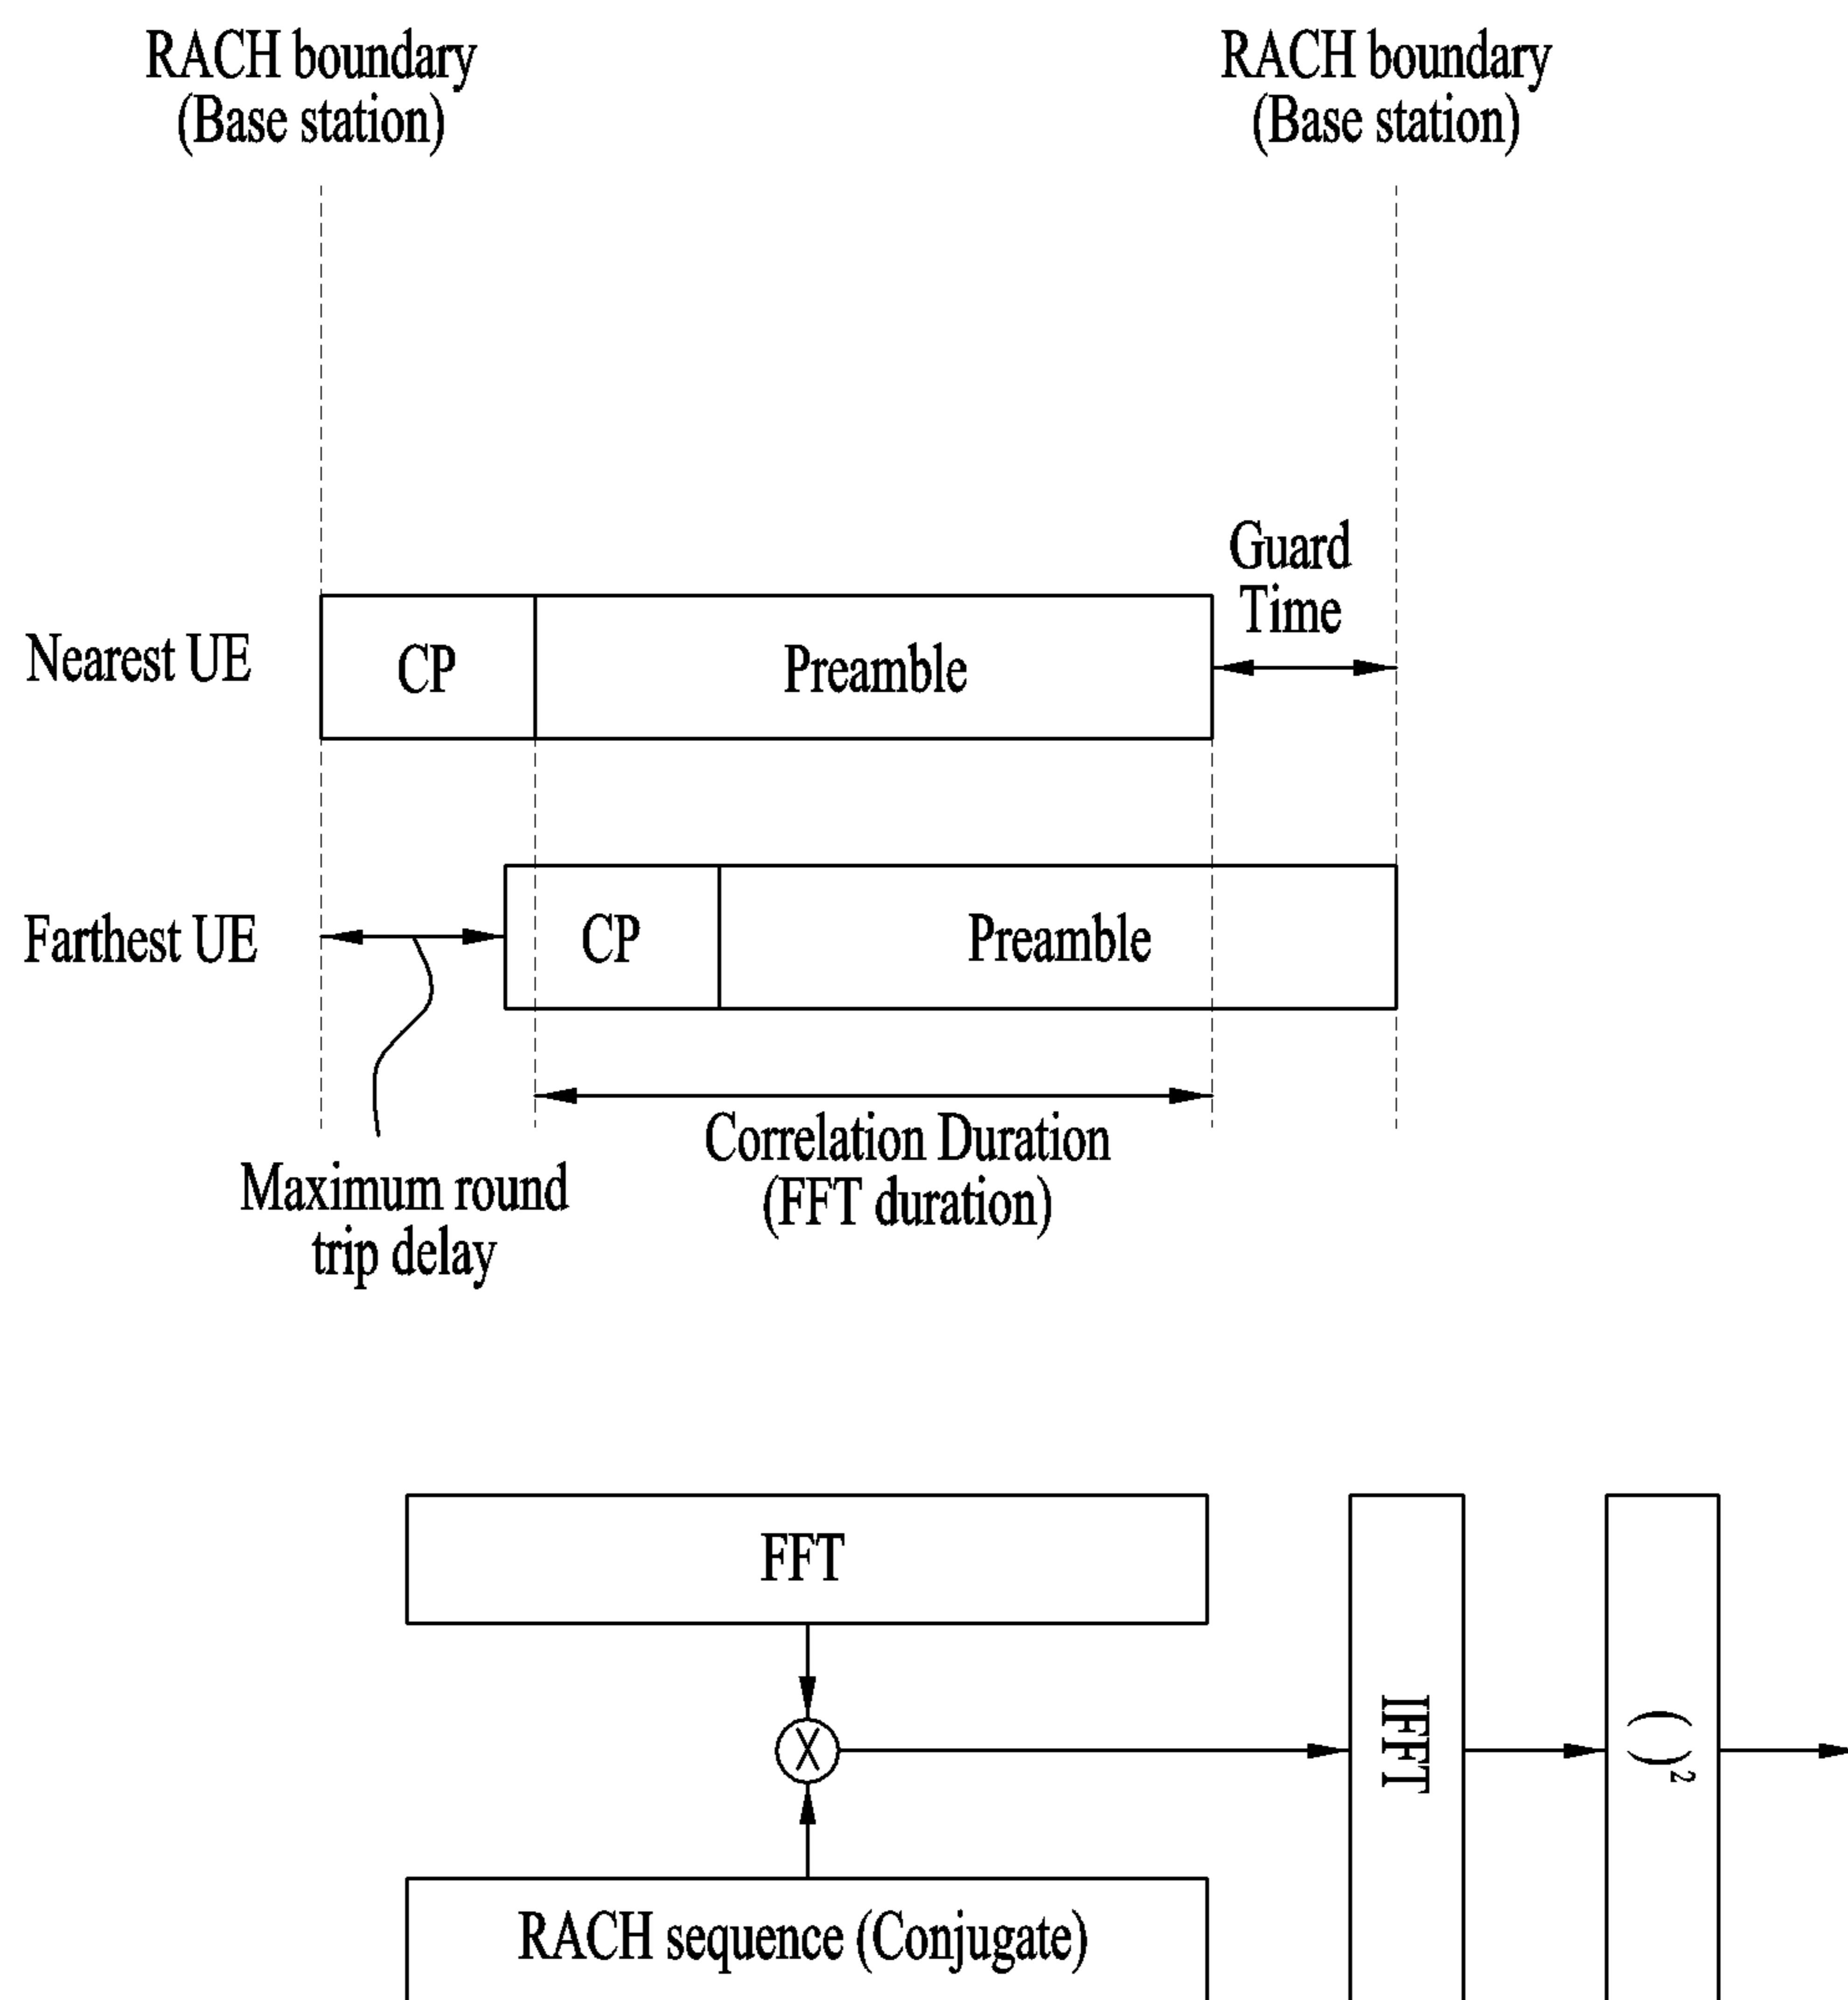 RACH boundary
(Base station)
RACH boundary
(Base station)
Guard
Time
Nearest UE
CP
Preamble
Farthest UE
CP
Preamble
Correlation Duration
(FFT duration)
Maximum round
trip delay
FFT
X
IFFT
( )²
RACH sequence (Conjugate)